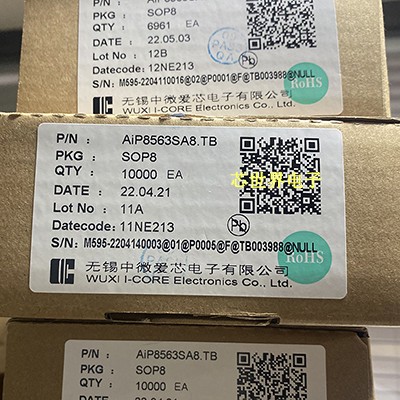 P/N : AiP8563SA8.TB
PKG : SOP8
QTY : 6961 EA
DATE : 22.05.03
Lot No : 12B
Datecode: 12NE213
S/N: M595-2204110016@02@P0001@F@TB003988@NULL
Pb
RoHS
无锡中微爱芯电子有限公司
WUXI I-CORE Electronics Co., Ltd.
P/N : AiP8563SA8.TB
PKG : SOP8
QTY : 10000 EA
DATE : 22.04.21
Lot No : 11A
Datecode: 11NE213
S/N: M595-2204140003@01@P0005@F@TB003988@NULL
芯世界电子
Pb
RoHS
无锡中微爱芯电子有限公司
WUXI I-CORE Electronics Co., Ltd.
P/N : AiP8563SA8.TB
PKG : SOP8
QTY : 10000 EA